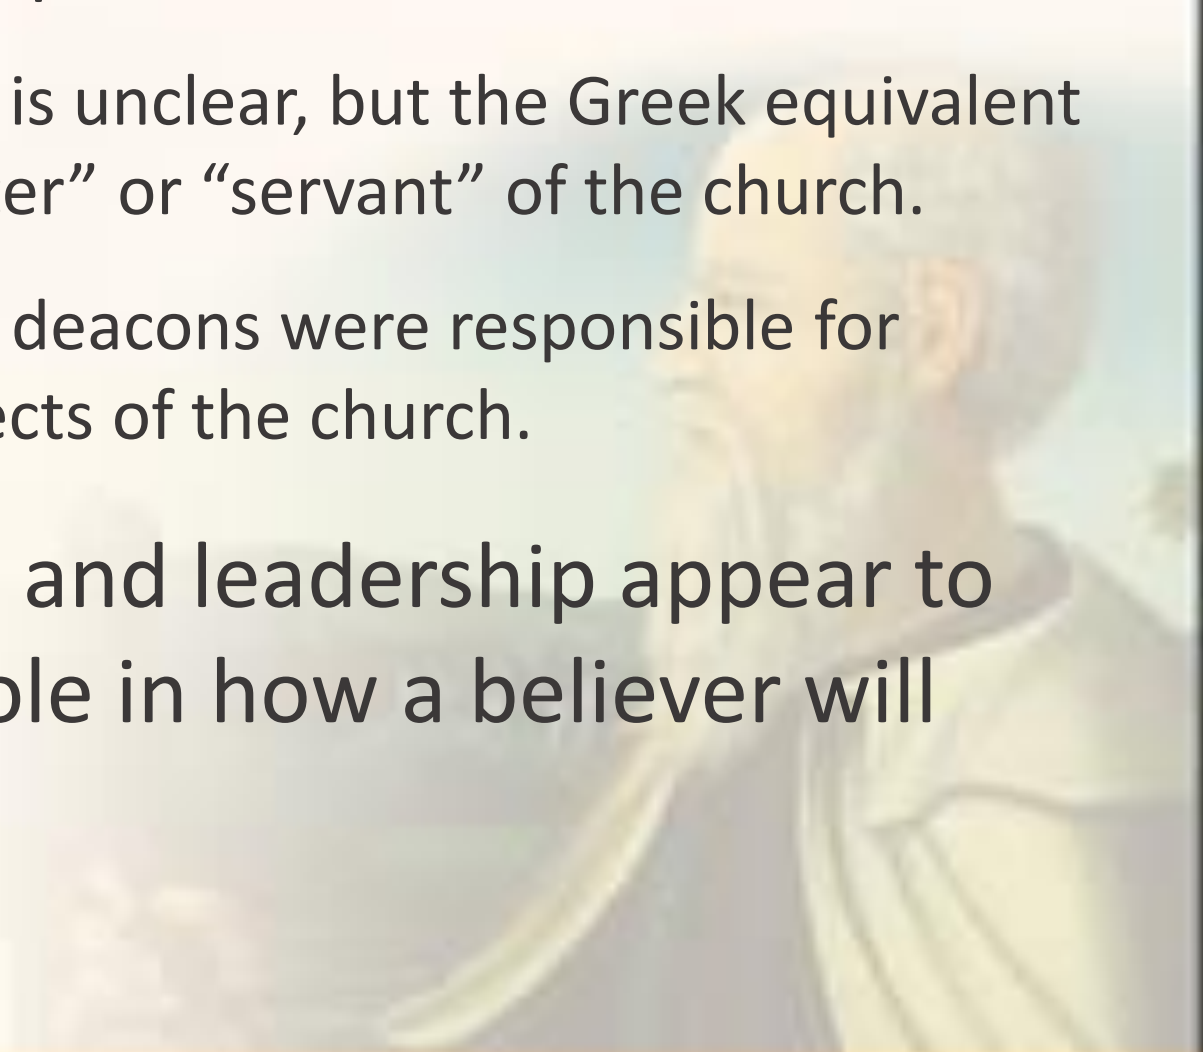 is unclear, but the Greek equivalent
er” or “servant” of the church.
deacons were responsible for
ects of the church.
and leadership appear to
ole in how a believer will